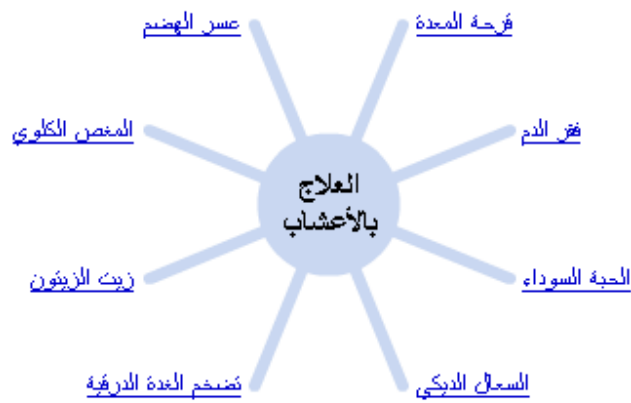 عسر الهضم
قرحة المعدة
المغص الكلوي
فقر الدم
العلاج
بالأعشاب
زيت الزيتون
الحبة السوداء
تضخم الغدة الدرقية
السعال الديكي